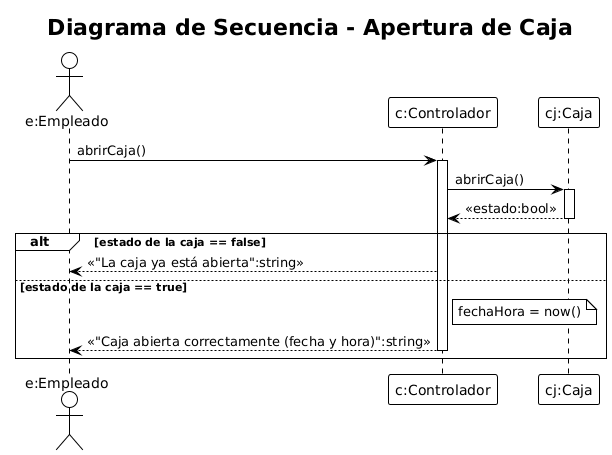 Diagrama de Secuencia - Apertura de Caja
e:Empleado
c:Controlador
cj:Caja
abrirCaja()
abrirCaja()
«estado:bool»
alt
[estado de la caja == false]
«"La caja ya está abierta":string»
[estado de la caja == true]
fechaHora = now()
«"Caja abierta correctamente (fecha y hora)":string»
e:Empleado
c:Controlador
cj:Caja